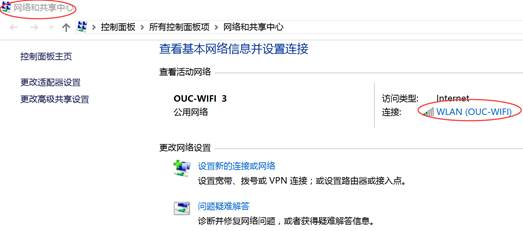 网络和共享中心
控制面板 › 所有控制面板项 › 网络和共享中心
控制面板主页
更改适配器设置
更改高级共享设置
查看基本网络信息并设置连接
查看活动网络
OUC-WIFI 3
公用网络
访问类型: Internet
连接: WLAN (OUC-WIFI)
更改网络设置
设置新的连接或网络
设置宽带、拨号或 VPN 连接；或设置路由器或接入点。
问题疑难解答
诊断并修复网络问题，或者获得疑难解答信息。